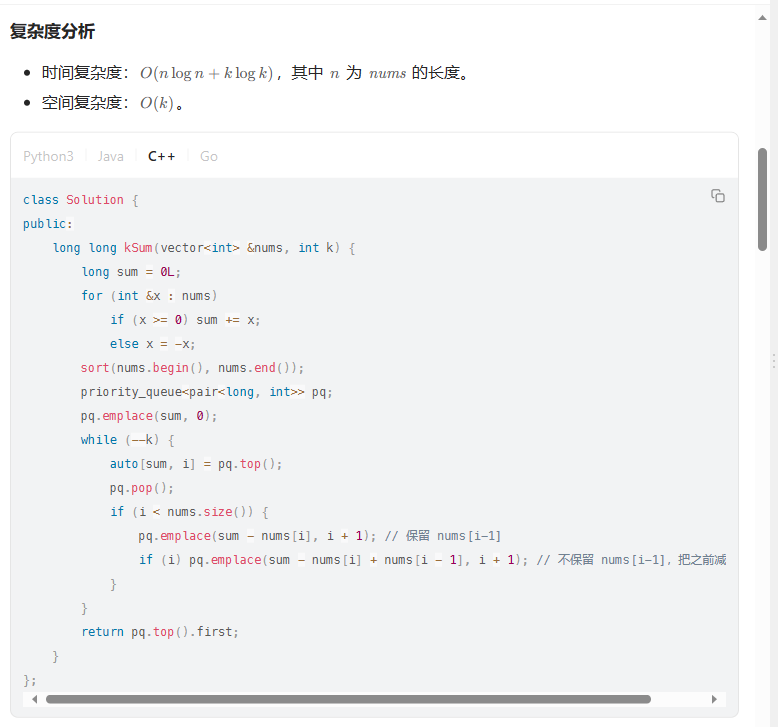 复杂度分析
• 时间复杂度：O(n log n + k log k)，其中 n 为 nums 的长度。
• 空间复杂度：O(k)。
Python3 Java C++ Go
class Solution {
public:
    long long kSum(vector<int> &nums, int k) {
        long sum = 0L;
        for (int &x : nums)
            if (x >= 0) sum += x;
            else x = -x;
        sort(nums.begin(), nums.end());
        priority_queue<pair<long, int>> pq;
        pq.emplace(sum, 0);
        while (--k) {
            auto[sum, i] = pq.top();
            pq.pop();
            if (i < nums.size()) {
                pq.emplace(sum - nums[i], i + 1); // 保留 nums[i-1]
                if (i) pq.emplace(sum - nums[i] + nums[i - 1], i + 1); // 不保留 nums[i-1]，把之前减
            }
        }
        return pq.top().first;
    }
};